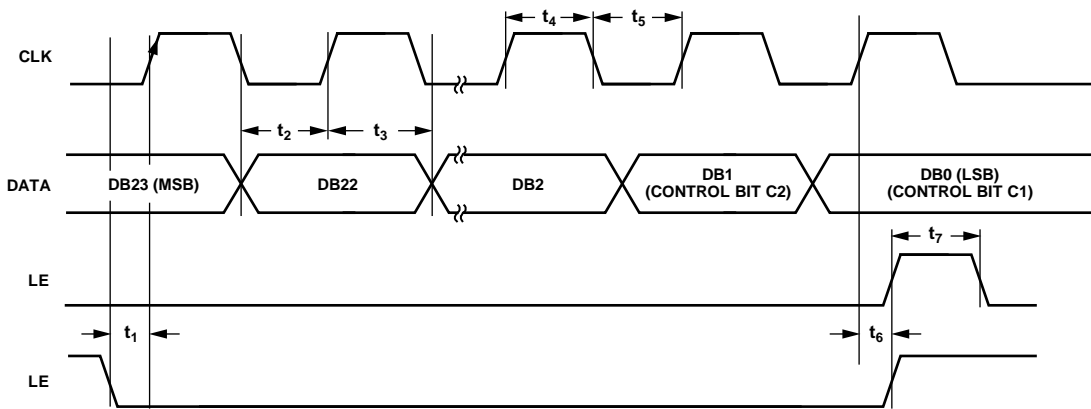 t4
t5
CLK
t2
t3
DATA
DB23 (MSB)
DB22
DB2
DB1
(CONTROL BIT C2)
DB0 (LSB)
(CONTROL BIT C1)
t7
LE
t1
t6
LE